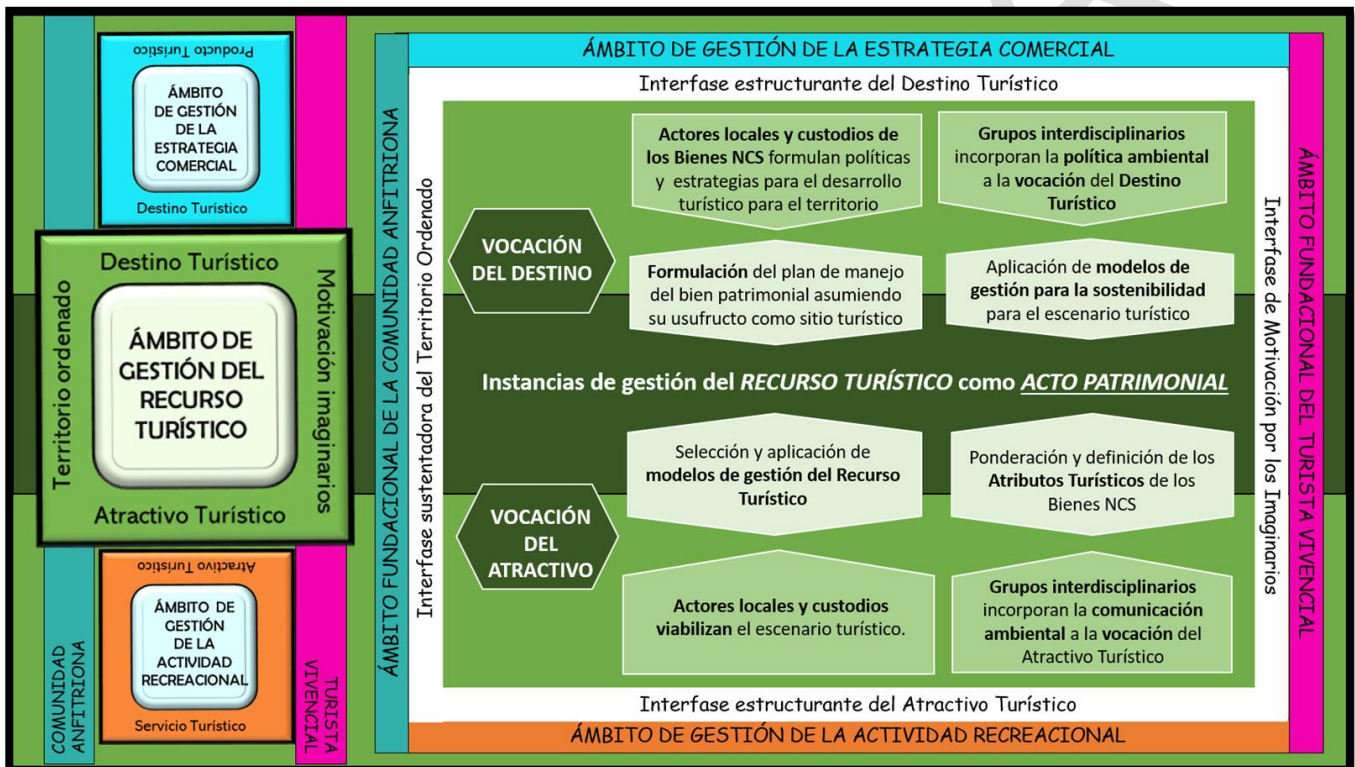 Producto Turístico
ÁMBITO
DE GESTIÓN
DE LA
ESTRATEGIA
COMERCIAL
Destino Turístico
Destino Turístico
Territorio ordenado
ÁMBITO DE
GESTIÓN DEL
RECURSO
TURÍSTICO
Motivación imaginarios
Atractivo Turístico
Atractivo Turistico
ÁMBITO DE
GESTIÓN
DE LA
ACTIVIDAD
RECREACIONAL
Servicio Turístico
COMUNIDAD
ANFITRIONA
TURISTA
VIVENCIAL
ÁMBITO DE GESTIÓN DE LA ESTRATEGIA COMERCIAL
Interfase estructurante del Destino Turístico
ÁMBITO FUNDACIONAL DE LA COMUNIDAD ANFITRIONA
Interfase sustentadora del Territorio Ordenado
VOCACIÓN
DEL DESTINO
Actores locales y custodios de
los Bienes NCS formulan políticas
y estrategias para el desarrollo
turístico para el territorio
Grupos interdisciplinarios
incorporan la política ambiental
a la vocación del Destino
Turístico
Formulación del plan de manejo
del bien patrimonial asumiendo
su usufructo como sitio turístico
Aplicación de modelos de
gestión para la sostenibilidad
para el escenario turístico
Instancias de gestión del RECURSO TURÍSTICO como ACTO PATRIMONIAL
VOCACIÓN
DEL
ATRACTIVO
Selección y aplicación de
modelos de gestión del Recurso
Turístico
Ponderación y definición de los
Atributos Turísticos de los
Bienes NCS
Actores locales y custodios
viabilizan el escenario turístico.
Grupos interdisciplinarios
incorporan la comunicación
ambiental a la vocación del
Atractivo Turístico
Interfase de Motivación por los Imaginarios
ÁMBITO FUNDACIONAL DEL TURISTA VIVENCIAL
Interfase estructurante del Atractivo Turístico
ÁMBITO DE GESTIÓN DE LA ACTIVIDAD RECREACIONAL